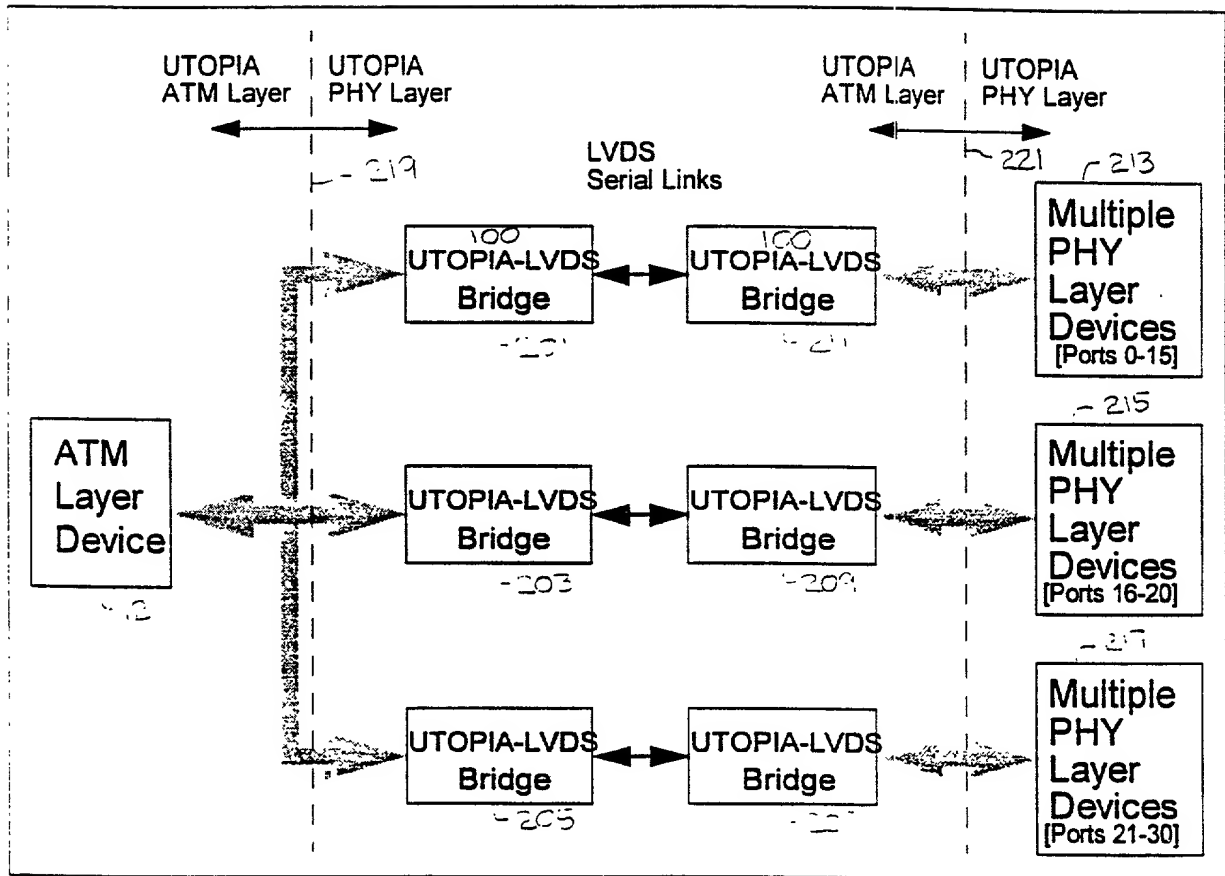 UTOPIA
ATM Layer
UTOPIA
PHY Layer
UTOPIA
ATM Layer
UTOPIA
PHY Layer
219
LVDS
Serial Links
221
213
100
UTOPIA-LVDS
Bridge
100
UTOPIA-LVDS
Bridge
Multiple
PHY
Layer
Devices
[Ports 0-15]
215
ATM
Layer
Device
UTOPIA-LVDS
Bridge
203
UTOPIA-LVDS
Bridge
209
Multiple
PHY
Layer
Devices
[Ports 16-20]
217
UTOPIA-LVDS
Bridge
205
UTOPIA-LVDS
Bridge
Multiple
PHY
Layer
Devices
[Ports 21-30]